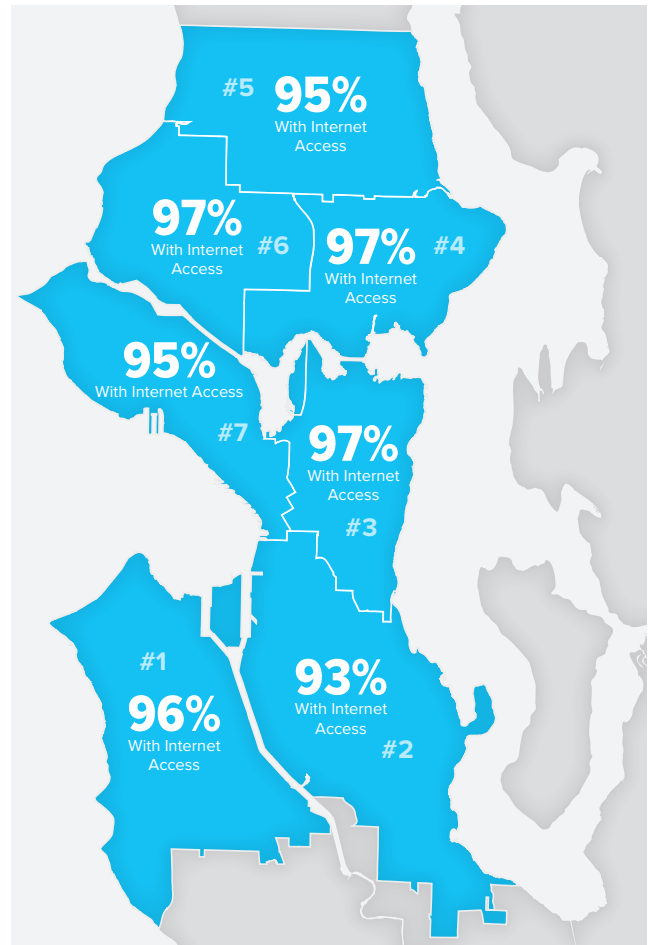 #5 95%
With Internet
Access
97%
With Internet #6
Access
97% #4
With Internet
Access
95%
With Internet Access
#7
97%
With Internet
Access
#3
#1
96%
With Internet
Access
93%
With Internet
Access
#2